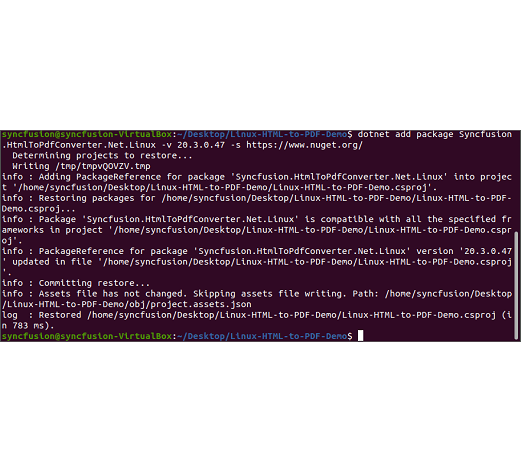 syncfusion@syncfusion-VirtualBox:~/Desktop/Linux-HTML-to-PDF-Demo$ dotnet add package Syncfusion
.HtmlToPdfConverter.Net.Linux -v 20.3.0.47 -s https://www.nuget.org/
  Determining projects to restore...
  Writing /tmp/tmpvQOVZV.tmp
info : Adding PackageReference for package 'Syncfusion.HtmlToPdfConverter.Net.Linux' into projec
t '/home/syncfusion/Desktop/Linux-HTML-to-PDF-Demo/Linux-HTML-to-PDF-Demo.csproj'.
info : Restoring packages for /home/syncfusion/Desktop/Linux-HTML-to-PDF-Demo/Linux-HTML-to-PDF-
Demo.csproj...
info : Package 'Syncfusion.HtmlToPdfConverter.Net.Linux' is compatible with all the specified fr
ameworks in project '/home/syncfusion/Desktop/Linux-HTML-to-PDF-Demo/Linux-HTML-to-PDF-Demo.cspr
oj'.
info : PackageReference for package 'Syncfusion.HtmlToPdfConverter.Net.Linux' version '20.3.0.47
' updated in file '/home/syncfusion/Desktop/Linux-HTML-to-PDF-Demo/Linux-HTML-to-PDF-Demo.csproj
'.
info : Committing restore...
info : Assets file has not changed. Skipping assets file writing. Path: /home/syncfusion/Desktop
/Linux-HTML-to-PDF-Demo/obj/project.assets.json
log  : Restored /home/syncfusion/Desktop/Linux-HTML-to-PDF-Demo/Linux-HTML-to-PDF-Demo.csproj (i
n 783 ms).
syncfusion@syncfusion-VirtualBox:~/Desktop/Linux-HTML-to-PDF-Demo$